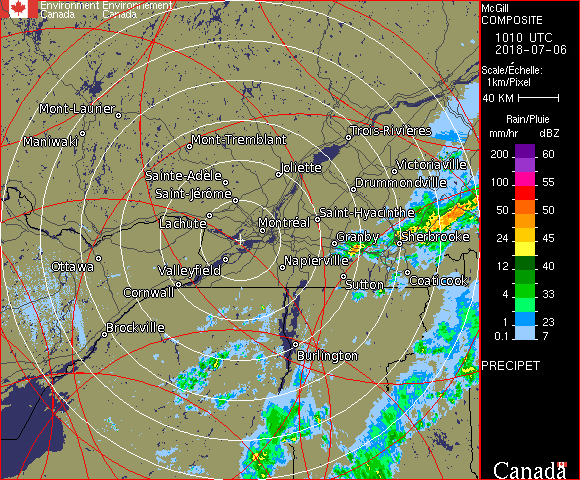 Environment Environnement
Canada Canada
McGill
COMPOSITE
1010 UTC
2018-07-06
Scale/Échelle:
1km/Pixel
40 KM
Rain/Pluie
mm/hr dBZ
200 60
100 55
50 50
24 45
12 40
4 33
1 23
0.1 7
PRECIPET
Canada
Mont-Laurier
Maniwaki
Mont-Tremblant
Trois-Rivières
Sainte-Adèle
Joliette
Victoriaville
Saint-Jérôme
Drummondville
Lachute
Montréal
Saint-Hyacinthe
Granby
Sherbrooke
Ottawa
Valleyfield
Napierville
Cornwall
Sutton
Coaticook
Brockville
Burlington